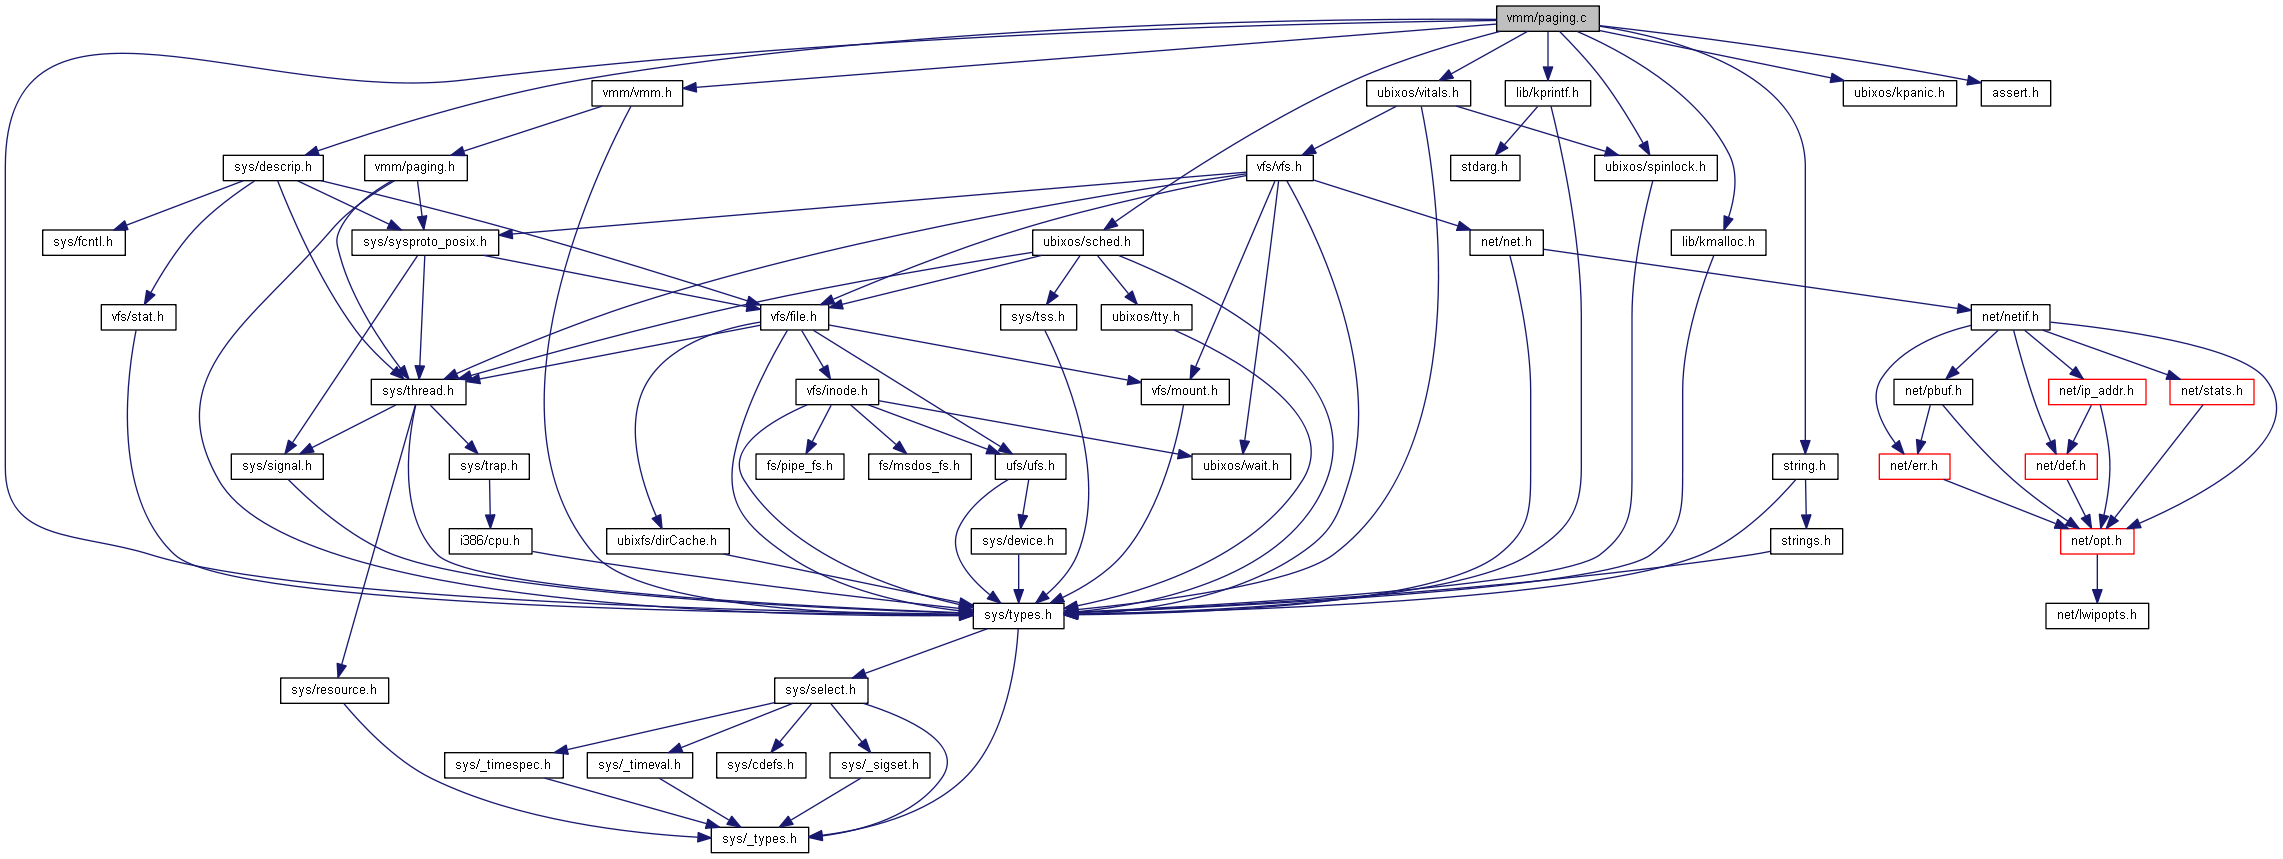 vmm/paging.c
vmm/vmm.h
ubixos/vitals.h
lib/kprintf.h
ubixos/kpanic.h
assert.h
sys/descrip.h
vmm/paging.h
vfs/vfs.h
stdarg.h
ubixos/spinlock.h
sys/fcntl.h
sys/sysproto_posix.h
ubixos/sched.h
net/net.h
lib/kmalloc.h
vfs/stat.h
vfs/file.h
sys/tss.h
ubixos/tty.h
net/netif.h
sys/thread.h
vfs/inode.h
vfs/mount.h
net/pbuf.h
net/ip_addr.h
net/stats.h
sys/signal.h
sys/trap.h
fs/pipe_fs.h
fs/msdos_fs.h
ufs/ufs.h
ubixos/wait.h
string.h
net/err.h
net/def.h
i386/cpu.h
ubixfs/dirCache.h
sys/device.h
strings.h
net/opt.h
sys/types.h
net/lwipopts.h
sys/resource.h
sys/select.h
sys/_timespec.h
sys/_timeval.h
sys/cdefs.h
sys/_sigset.h
sys/_types.h